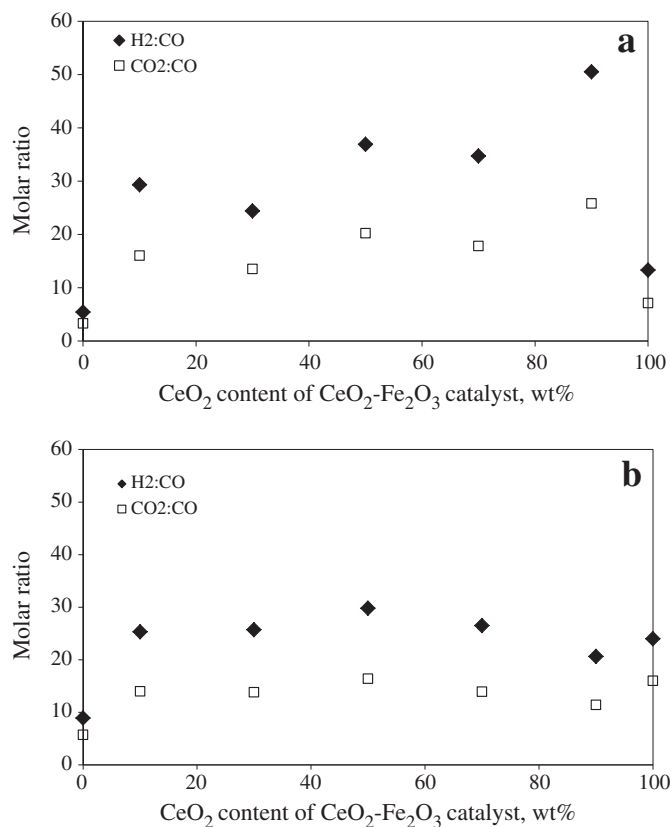 60
50
40
30
20
10
0
Molar ratio
H2:CO
CO2:CO
a
0 20 40 60 80 100
CeO₂ content of CeO₂-Fe₂O₃ catalyst, wt%
60
50
40
30
20
10
0
Molar ratio
H2:CO
CO2:CO
b
0 20 40 60 80 100
CeO₂ content of CeO₂-Fe₂O₃ catalyst, wt%